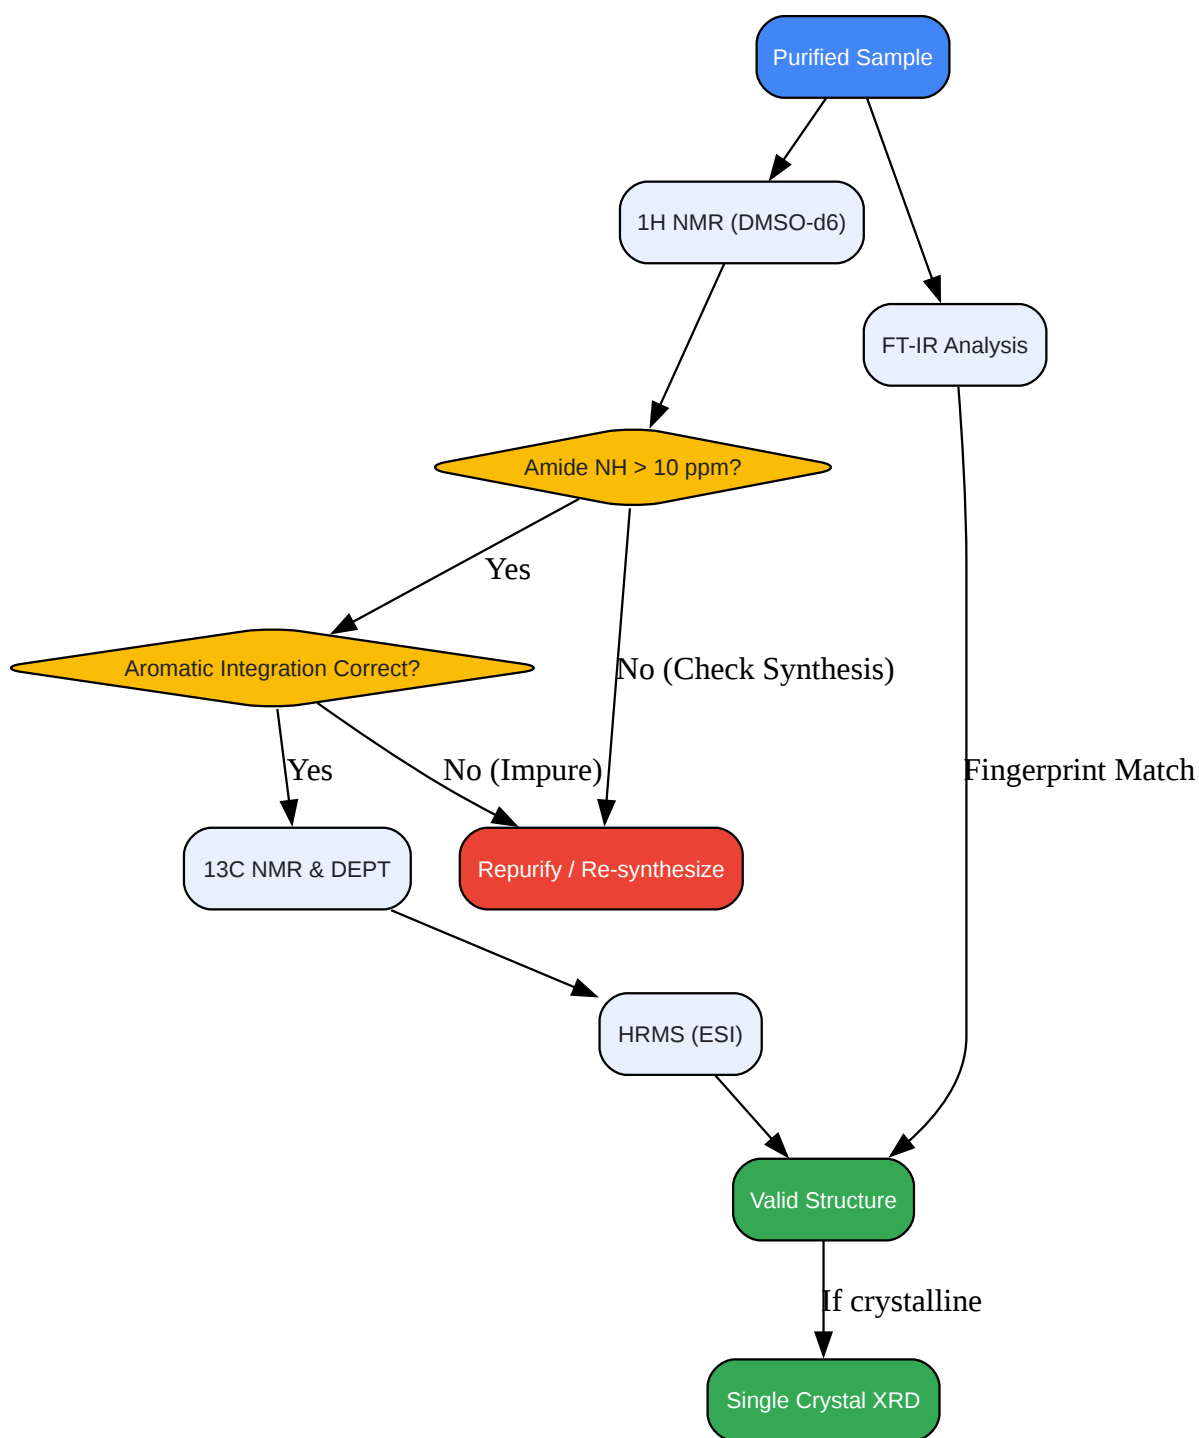 Purified Sample
1H NMR (DMSO-d6)
FT-IR Analysis
Amide NH > 10 ppm?
Yes
Aromatic Integration Correct?
No (Check Synthesis)
Yes
No (Impure)
Fingerprint Match
13C NMR & DEPT
Repurify / Re-synthesize
HRMS (ESI)
Valid Structure
If crystalline
Single Crystal XRD